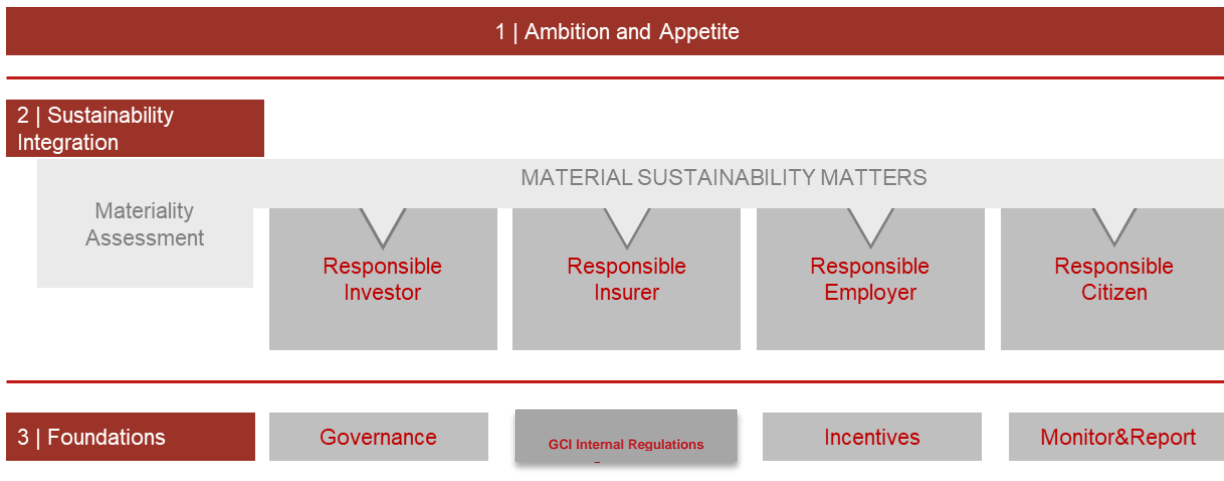 1 | Ambition and Appetite
2 | Sustainability
Integration
MATERIAL SUSTAINABILITY MATTERS
Materiality
Assessment
Responsible
Investor
Responsible
Insurer
Responsible
Employer
Responsible
Citizen
3 | Foundations
Governance
GCI Internal Regulations
Incentives
Monitor&Report